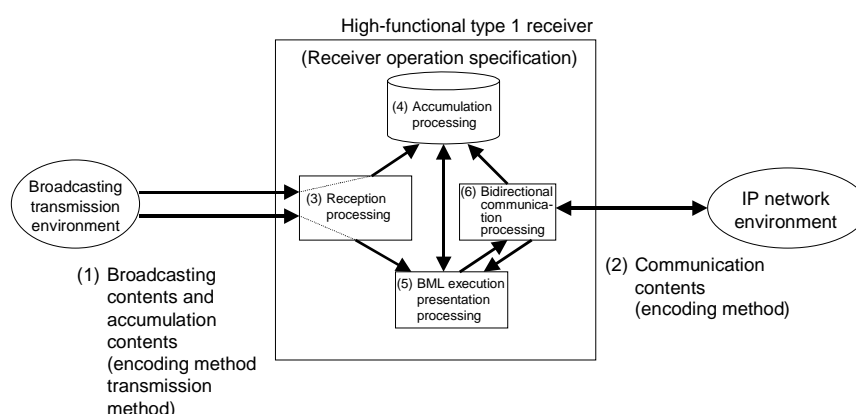 High-functional type 1 receiver
(Receiver operation specification)
(4) Accumulation
processing
Broadcasting
transmission
environment
(3) Reception
processing
(6) Bidirectional
communica-
tion
processing
IP network
environment
(5) BML execution
presentation
processing
(1) Broadcasting
contents and
accumulation
contents
(encoding method
transmission
method)
(2) Communication
contents
(encoding method)